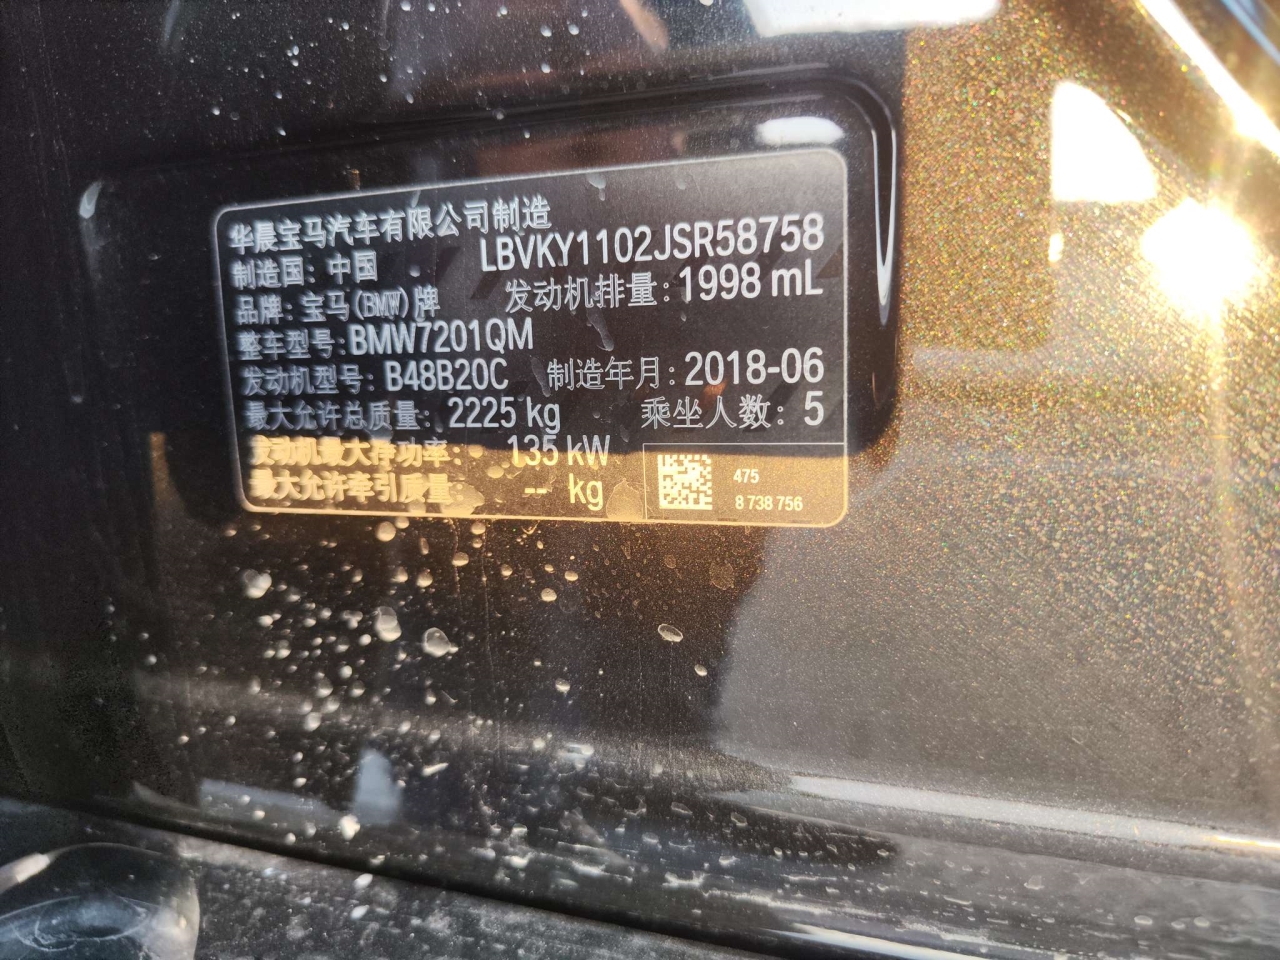 华晨宝马汽车有限公司制造
制造国: 中国 LBVKY1102JSR58758
品牌: 宝马(BMW)牌 发动机排量: 1998 mL
整车型号: BMW7201QM
发动机型号: B48B20C 制造年月: 2018-06
最大允许总质量: 2225 kg 乘坐人数: 5
发动机最大净功率: 135 kW
最大允许牵引质量: -- kg
475
8 738 756